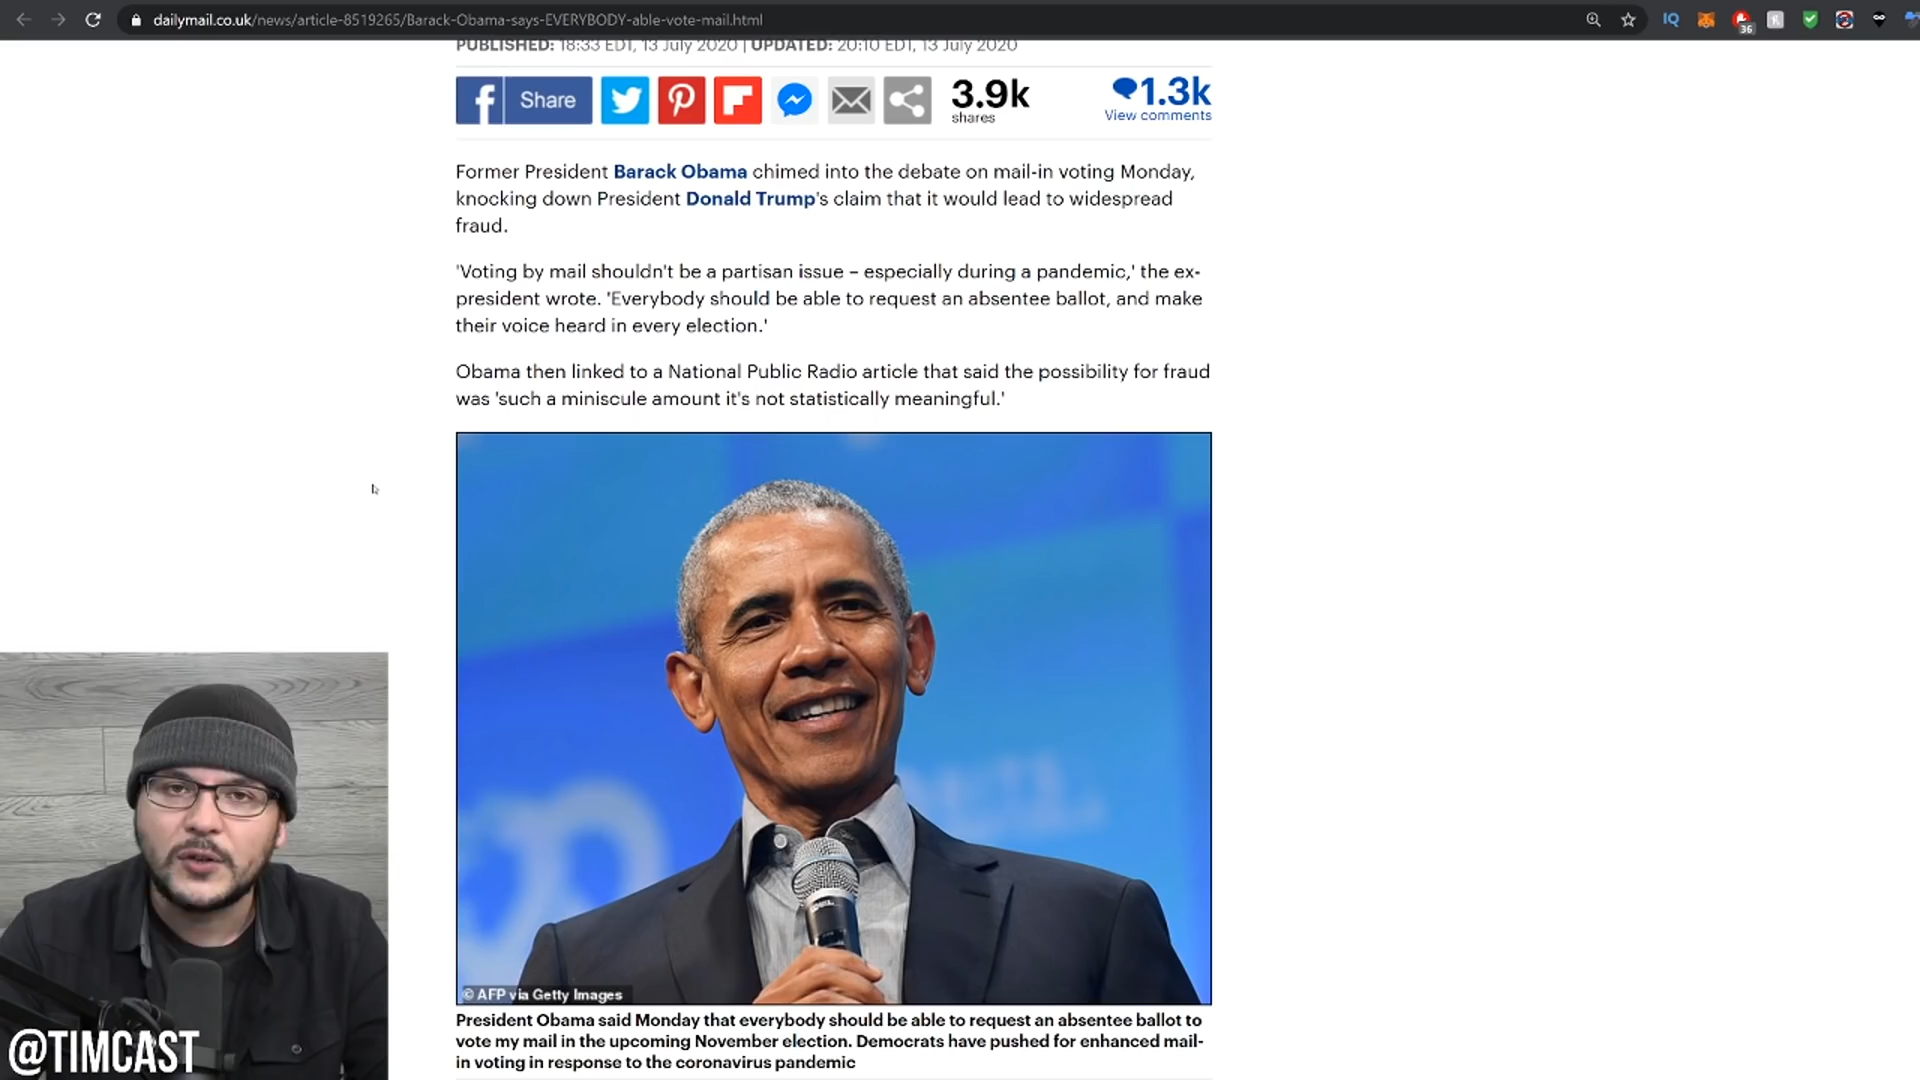 dailymail.co.uk/news/article-8519265/Barack-Obama-says-EVERYBODY-able-vote-mail.html
IQ
36
PUBLISHED: 18:33 EDT, 13 July 2020 | UPDATED: 20:10 EDT, 13 July 2020
Share
3.9k
shares
1.3k
View comments
Former President Barack Obama chimed into the debate on mail-in voting Monday,
knocking down President Donald Trump's claim that it would lead to widespread
fraud.
'Voting by mail shouldn't be a partisan issue – especially during a pandemic,' the ex-
president wrote. 'Everybody should be able to request an absentee ballot, and make
their voice heard in every election.'
Obama then linked to a National Public Radio article that said the possibility for fraud
was 'such a miniscule amount it's not statistically meaningful.'
© AFP via Getty Images
President Obama said Monday that everybody should be able to request an absentee ballot to
vote my mail in the upcoming November election. Democrats have pushed for enhanced mail-
in voting in response to the coronavirus pandemic
@TIMCAST